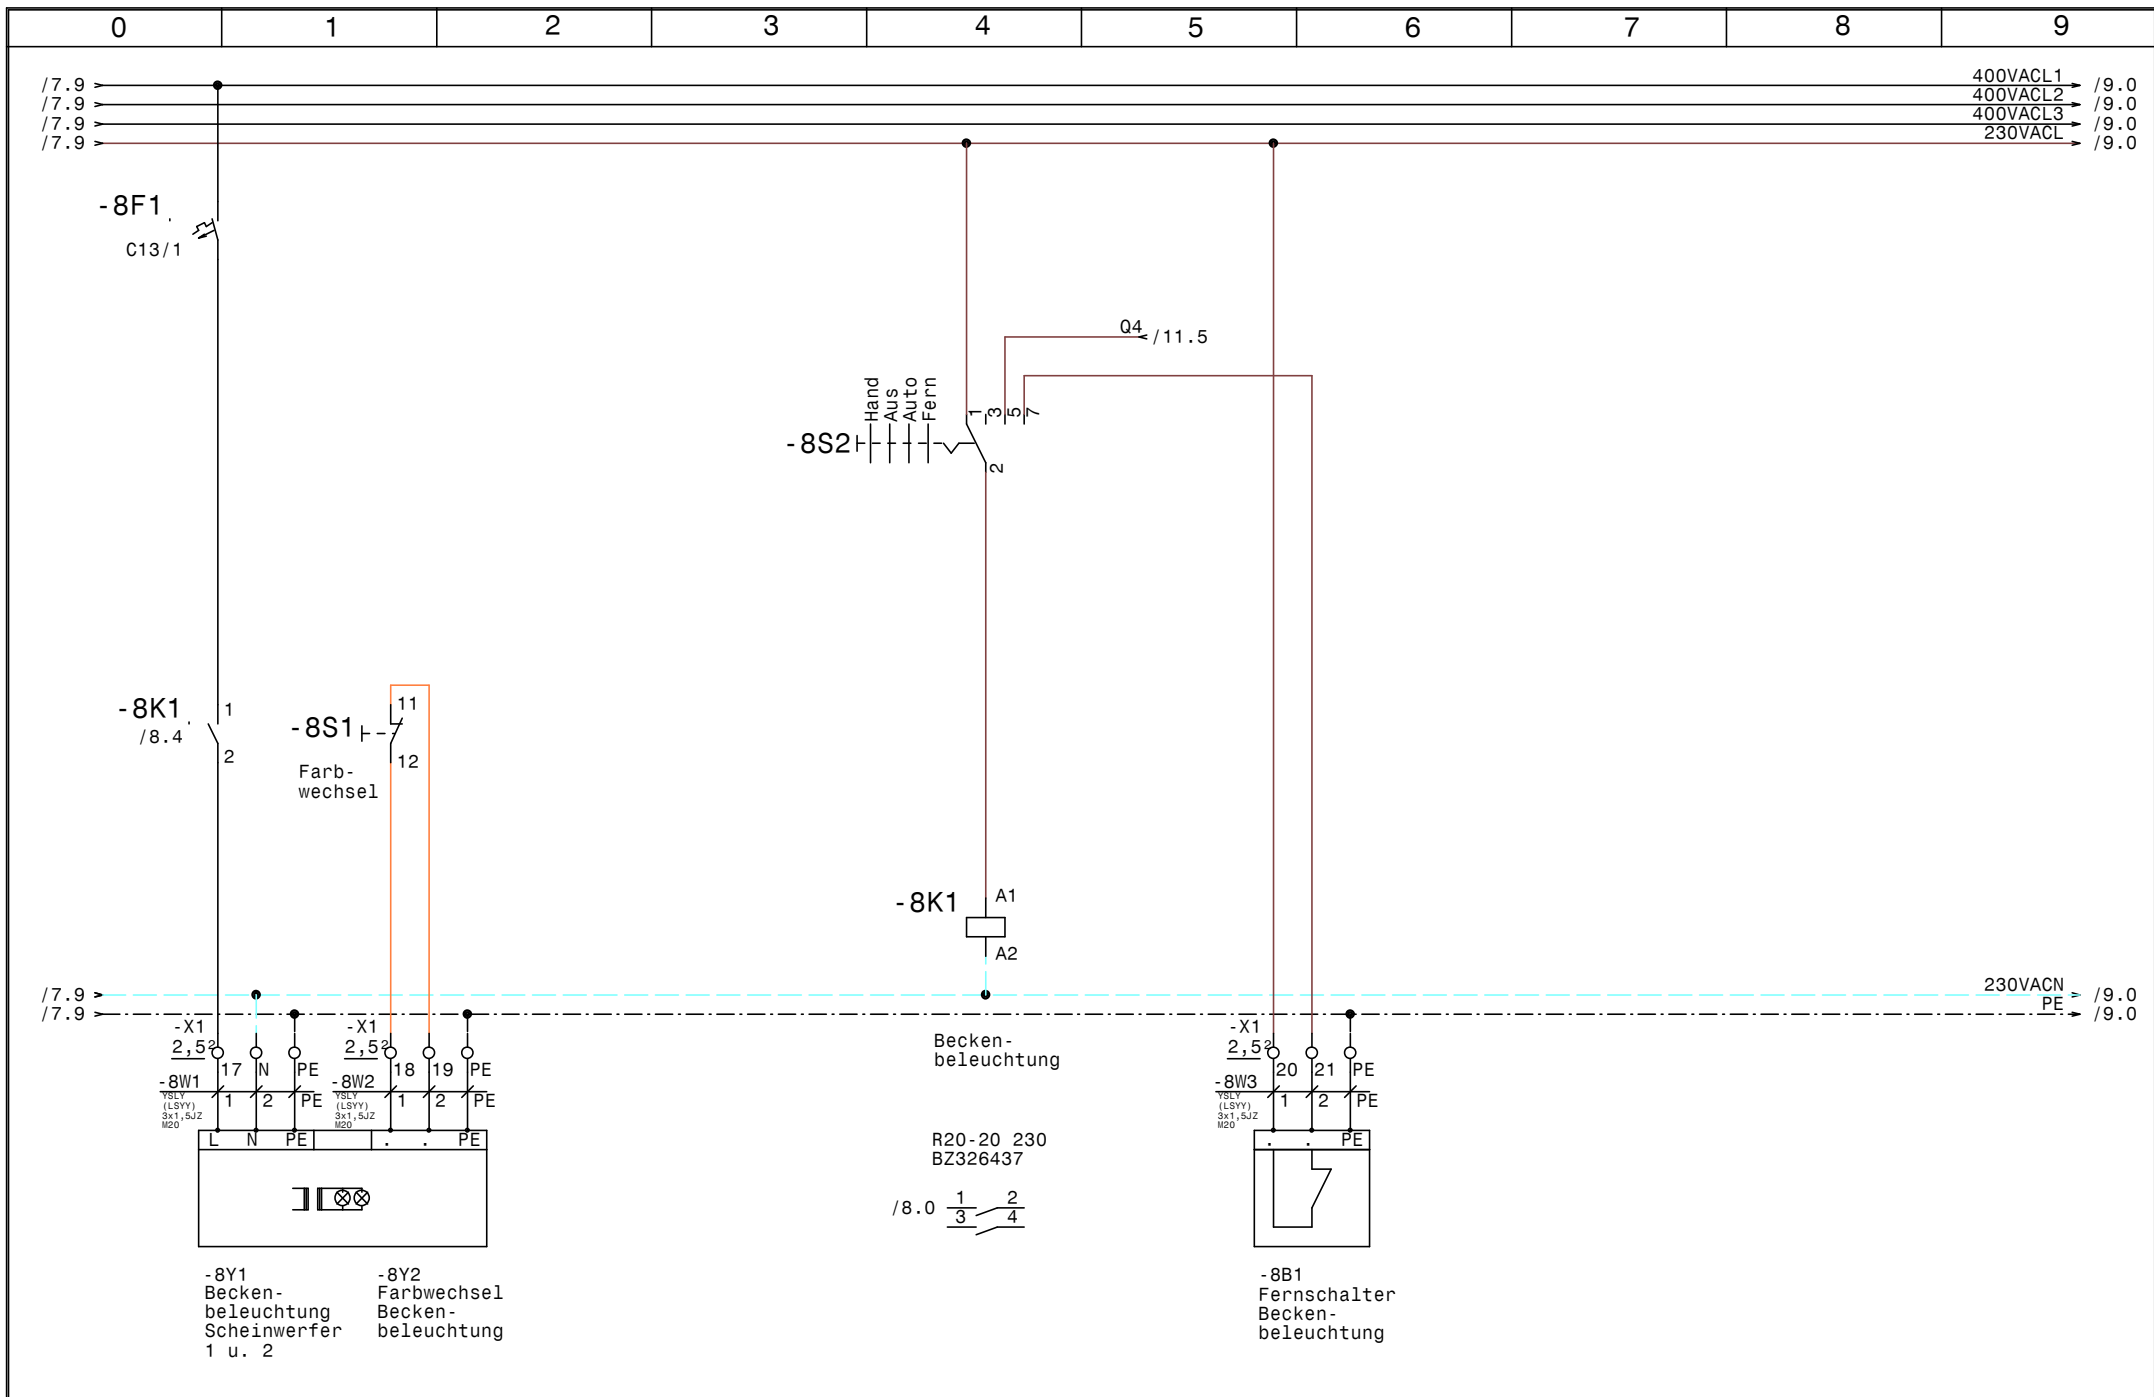 0 1 2 3 4 5 6 7 8 9
/7.9 400VACL1 /9.0
/7.9 400VACL2 /9.0
/7.9 400VACL3 /9.0
/7.9 230VACL /9.0
-8F1
C13/1
Q4 /11.5
Hand
Aus
Auto
Fern
1
3
5
7
-8S2
2
-8K1 1
/8.4
2
11
-8S1
12
Farb-
wechsel
-8K1 A1
A2
/7.9 230VACN /9.0
/7.9 PE /9.0
-X1 -X1 -X1
2,5² 2,5² 2,5²
17 N PE 18 19 PE 20 21 PE
-8W1 -8W2 -8W3
1 2 PE 1 2 PE 1 2 PE
YSLY YSLY YSLY
(LSYY) (LSYY) (LSYY)
3x1,5JZ 3x1,5JZ 3x1,5JZ
M20 M20 M20
Becken-
beleuchtung
L N PE . . PE . . PE
R20-20 230
BZ326437
/8.0 1 2
3 4
-8Y1
Becken-
beleuchtung
Scheinwerfer
1 u. 2
-8Y2
Farbwechsel
Becken-
beleuchtung
-8B1
Fernschalter
Becken-
beleuchtung